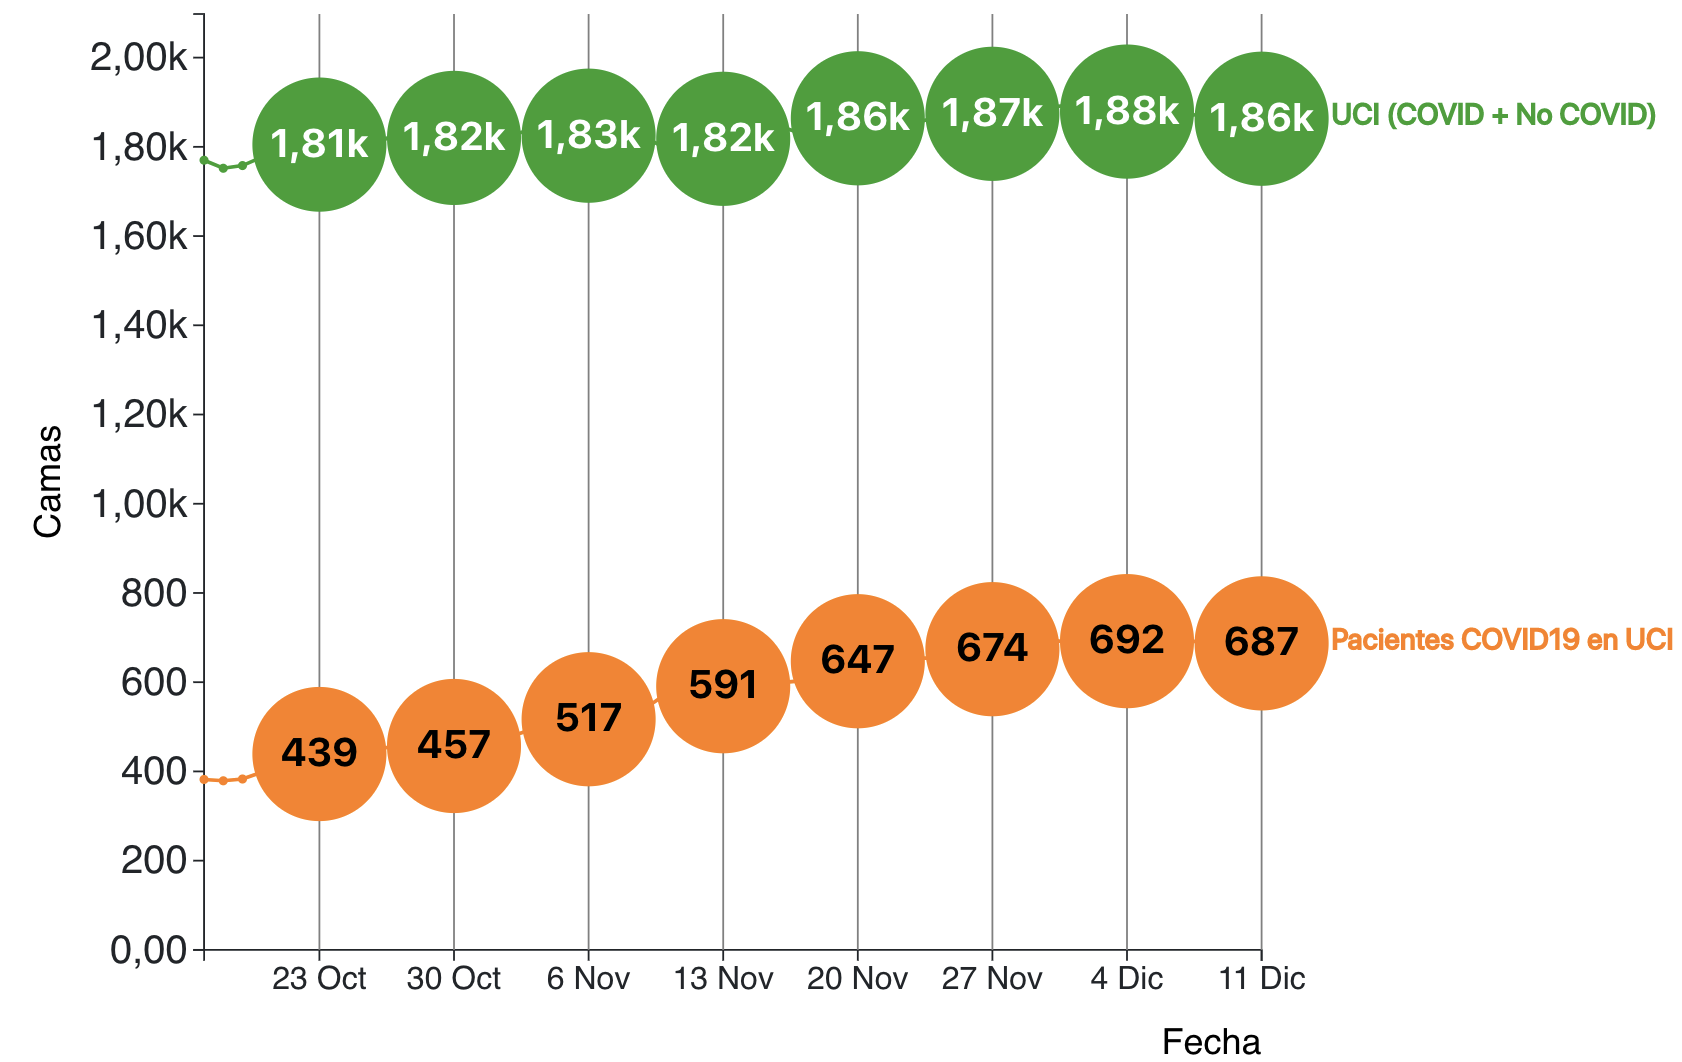 2,00k
1,80k
1,60k
1,40k
1,20k
1,00k
800
600
400
200
0,00
Camas
1,81k 1,82k 1,83k 1,82k 1,86k 1,87k 1,88k 1,86k
UCI (COVID + No COVID)
439 457 517 591 647 674 692 687
Pacientes COVID19 en UCI
23 Oct 30 Oct 6 Nov 13 Nov 20 Nov 27 Nov 4 Dic 11 Dic
Fecha